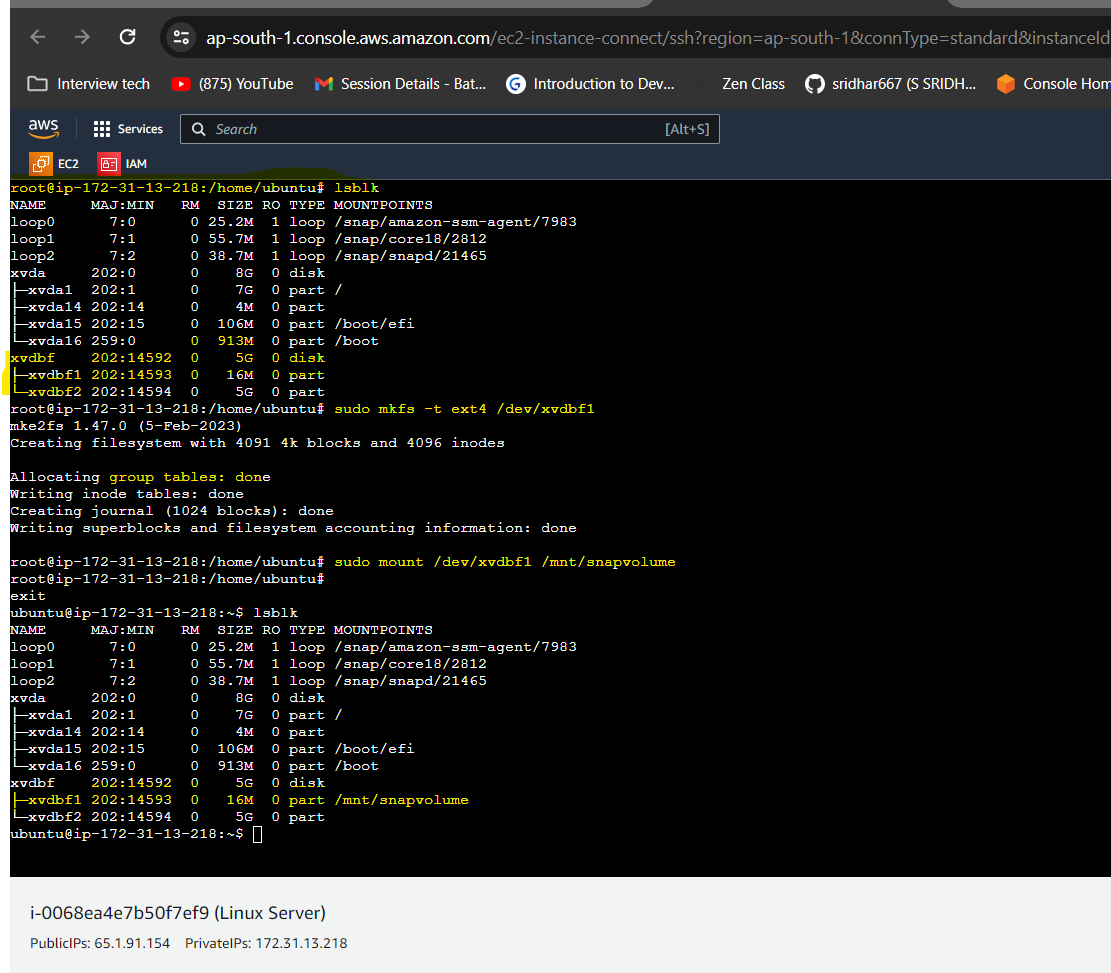 ap-south-1.console.aws.amazon.com/ec2-instance-connect/ssh?region=ap-south-1&connType=standard&instanceId
Interview tech (875) YouTube Session Details - Bat... Introduction to Dev... Zen Class sridhar667 (S SRIDH... Console Hom
aws Services Search [Alt+S]
EC2 IAM
root@ip-172-31-13-218:/home/ubuntu# lsblk
NAME MAJ:MIN RM SIZE RO TYPE MOUNTPOINTS
loop0 7:0 0 25.2M 1 loop /snap/amazon-ssm-agent/7983
loop1 7:1 0 55.7M 1 loop /snap/core18/2812
loop2 7:2 0 38.7M 1 loop /snap/snapd/21465
xvda 202:0 0 8G 0 disk
├─xvda1 202:1 0 7G 0 part /
├─xvda14 202:14 0 4M 0 part
├─xvda15 202:15 0 106M 0 part /boot/efi
└─xvda16 259:0 0 913M 0 part /boot
xvdbf 202:14592 0 5G 0 disk
├─xvdbf1 202:14593 0 16M 0 part
└─xvdbf2 202:14594 0 5G 0 part
root@ip-172-31-13-218:/home/ubuntu# sudo mkfs -t ext4 /dev/xvdbf1
mke2fs 1.47.0 (5-Feb-2023)
Creating filesystem with 4091 4k blocks and 4096 inodes
Allocating group tables: done
Writing inode tables: done
Creating journal (1024 blocks): done
Writing superblocks and filesystem accounting information: done
root@ip-172-31-13-218:/home/ubuntu# sudo mount /dev/xvdbf1 /mnt/snapvolume
root@ip-172-31-13-218:/home/ubuntu#
exit
ubuntu@ip-172-31-13-218:~$ lsblk
NAME MAJ:MIN RM SIZE RO TYPE MOUNTPOINTS
loop0 7:0 0 25.2M 1 loop /snap/amazon-ssm-agent/7983
loop1 7:1 0 55.7M 1 loop /snap/core18/2812
loop2 7:2 0 38.7M 1 loop /snap/snapd/21465
xvda 202:0 0 8G 0 disk
├─xvda1 202:1 0 7G 0 part /
├─xvda14 202:14 0 4M 0 part
├─xvda15 202:15 0 106M 0 part /boot/efi
└─xvda16 259:0 0 913M 0 part /boot
xvdbf 202:14592 0 5G 0 disk
├─xvdbf1 202:14593 0 16M 0 part /mnt/snapvolume
└─xvdbf2 202:14594 0 5G 0 part
ubuntu@ip-172-31-13-218:~$
i-0068ea4e7b50f7ef9 (Linux Server)
PublicIPs: 65.1.91.154 PrivateIPs: 172.31.13.218